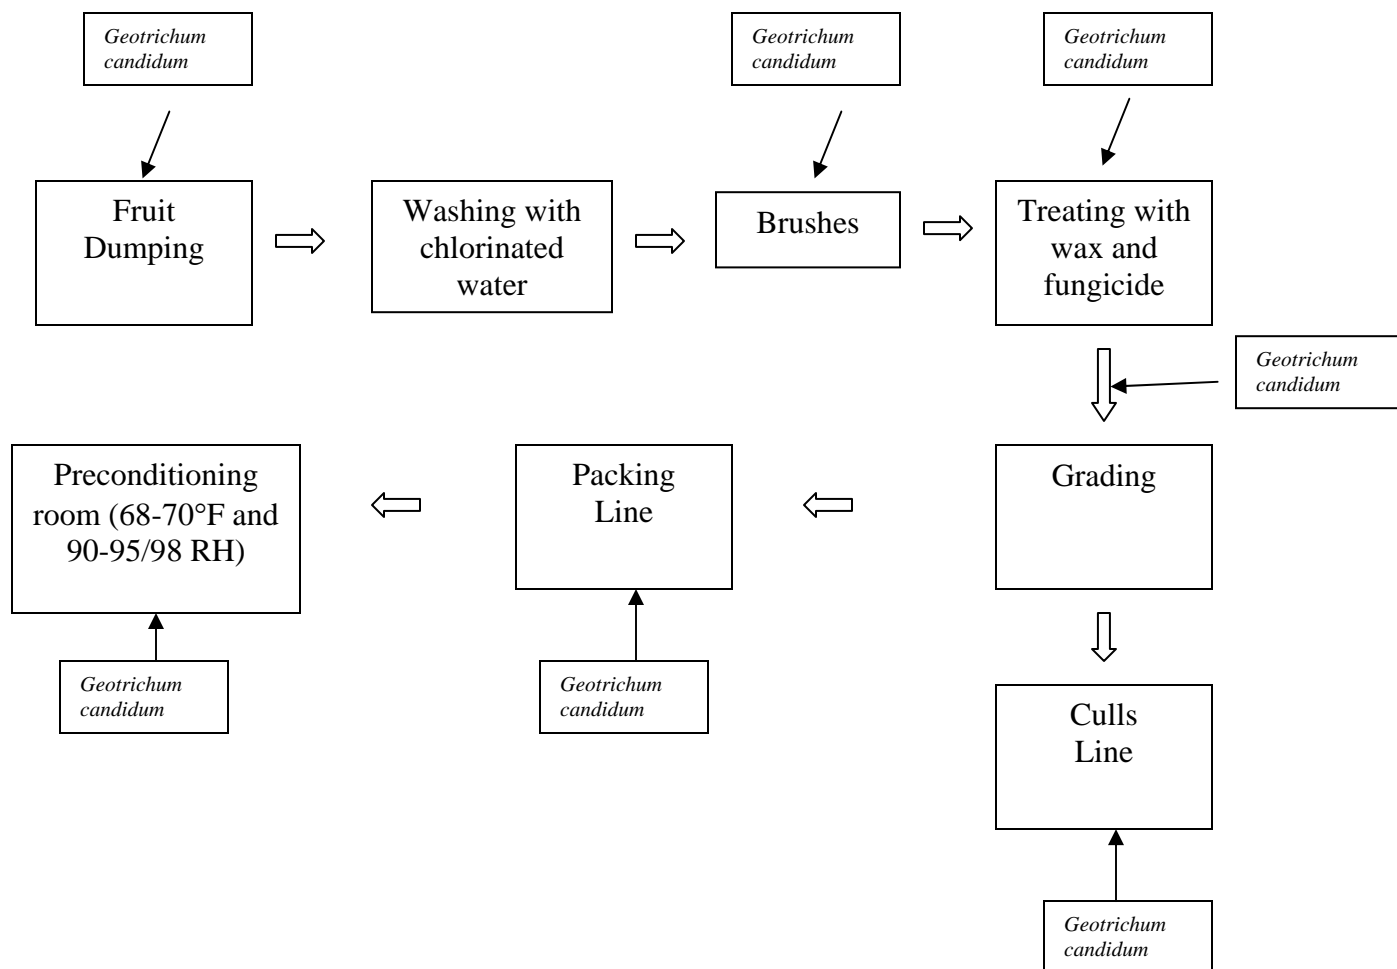 Geotrichum
candidum
Geotrichum
candidum
Geotrichum
candidum
Fruit
Dumping
Washing with
chlorinated
water
Brushes
Treating with
wax and
fungicide
Geotrichum
candidum
Preconditioning
room (68-70°F and
90-95/98 RH)
Packing
Line
Grading
Geotrichum
candidum
Geotrichum
candidum
Culls
Line
Geotrichum
candidum